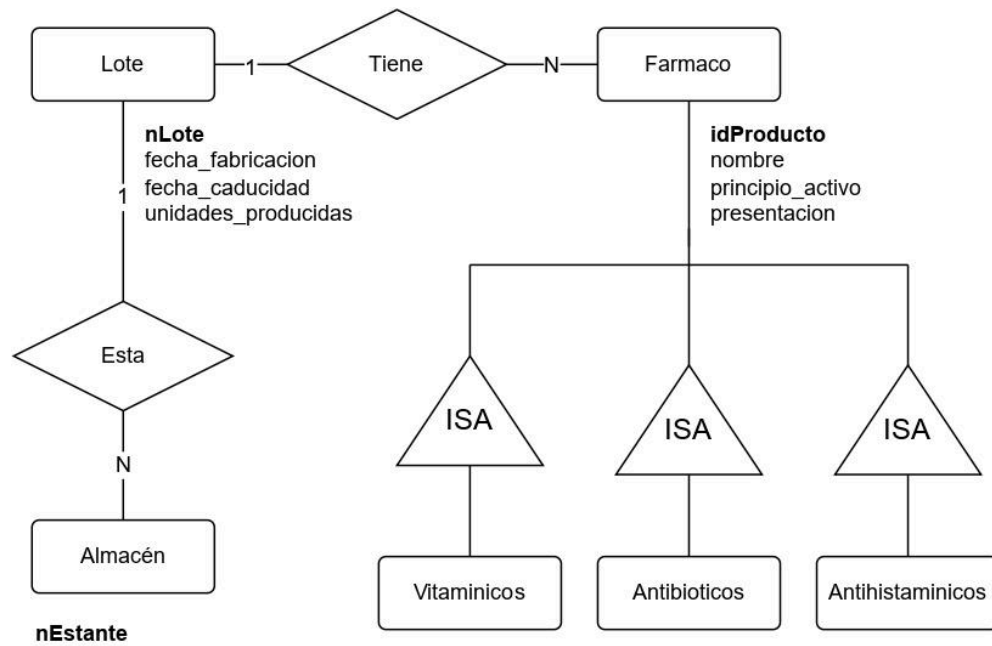 Lote
1
Tiene
N
Farmaco
nLote
fecha_fabricacion
fecha_caducidad
unidades_producidas
1
idProducto
nombre
principio_activo
presentacion
Esta
N
Almacén
nEstante
ISA
ISA
ISA
Vitaminicos
Antibioticos
Antihistaminicos